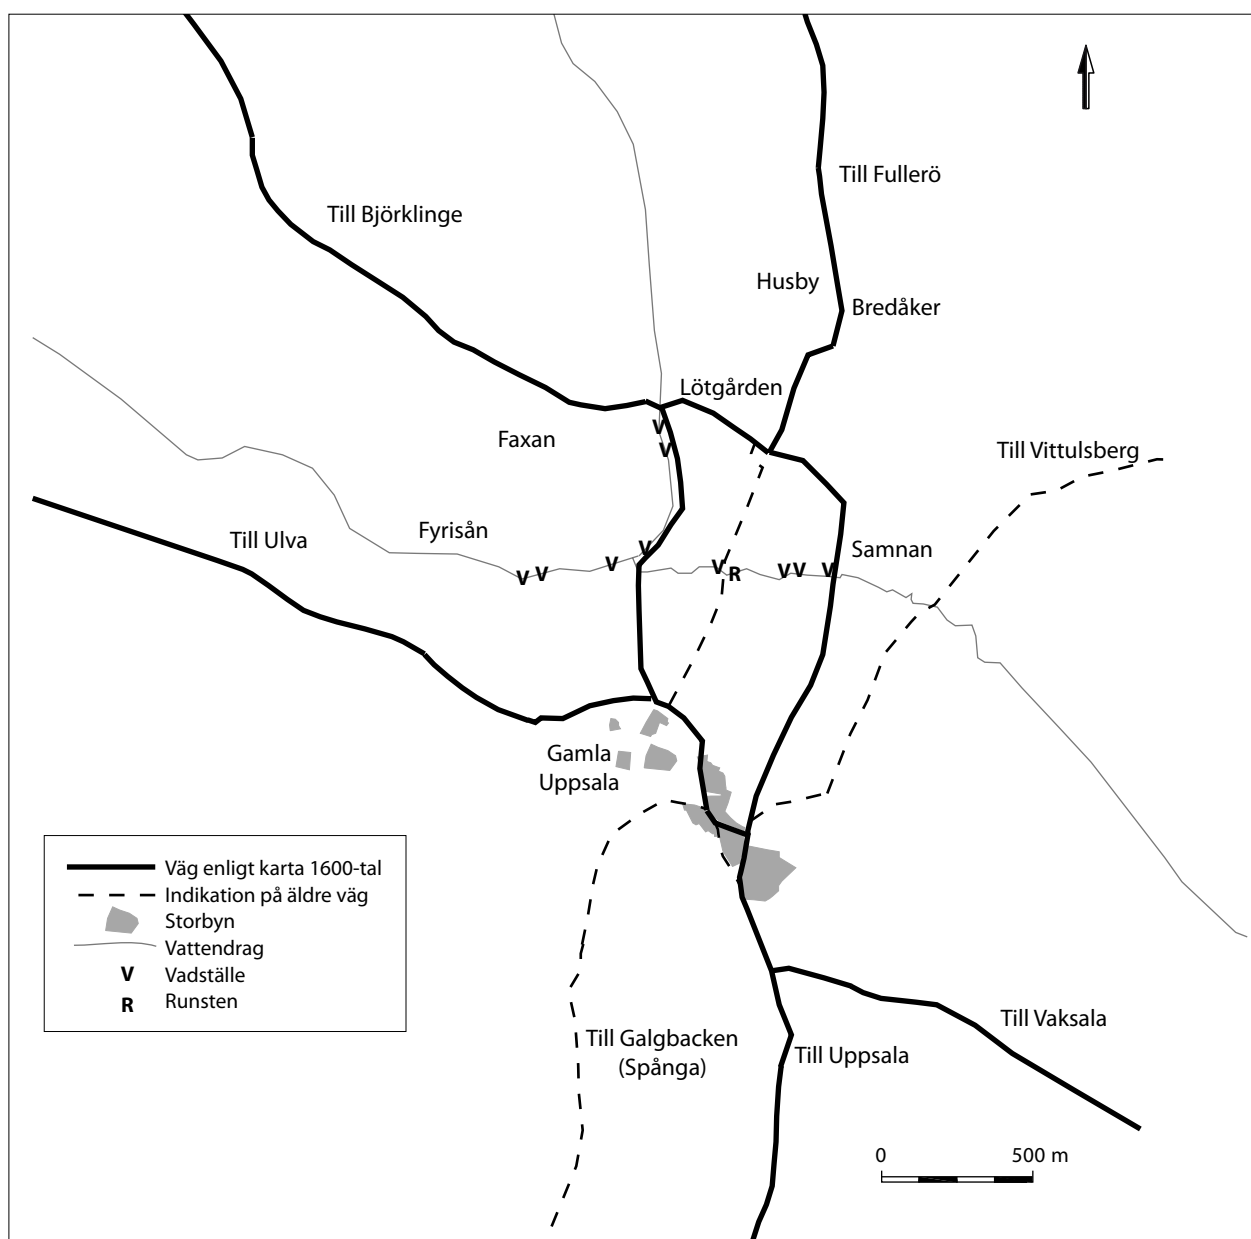 Till Fullerö
Till Björklinge
Husby
Bredåker
Lötgården
Faxan
Till Vittulsberg
V
V
Fyrisån
Till Ulva
Samnan
V
V V V
V R V V V
Gamla
Uppsala
Väg enligt karta 1600-tal
Indikation på äldre väg
Storbyn
Vattendrag
V Vadställe
R Runsten
Till Galgbacken
(Spånga)
Till Uppsala
Till Vaksala
0 500 m